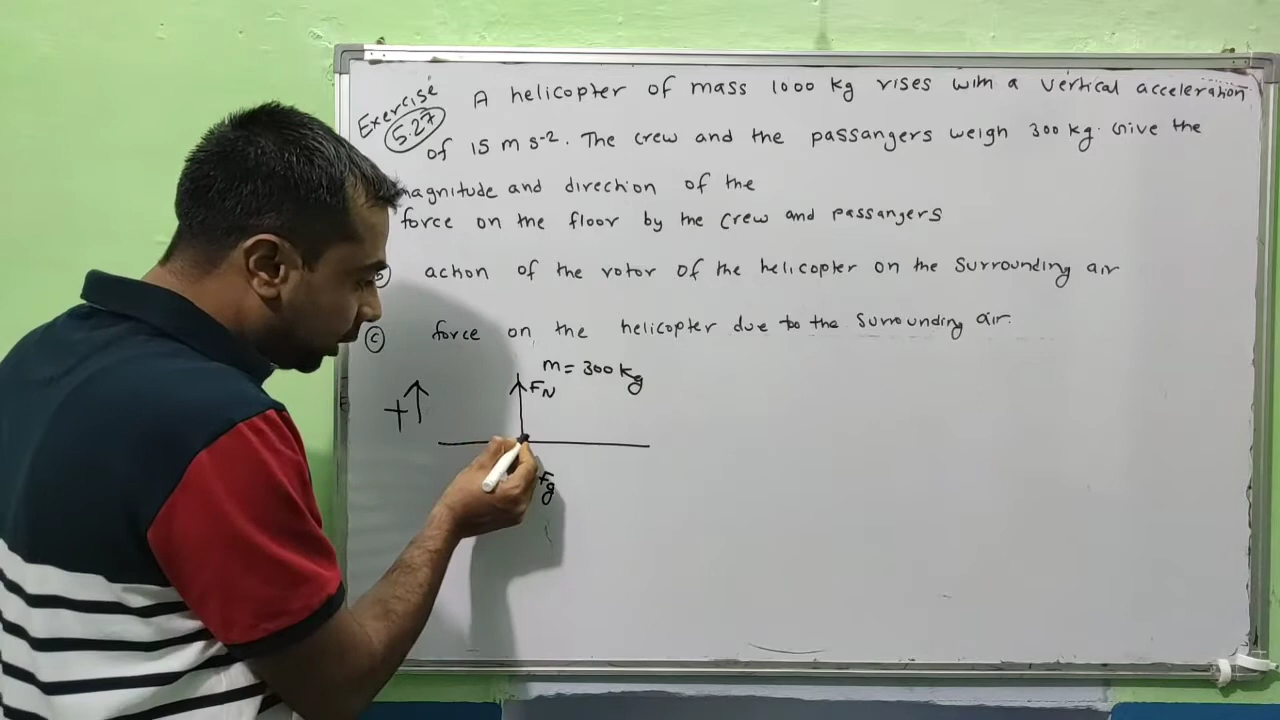 Exercise
5.27
A helicopter of mass 1000 kg rises with a vertical acceleration
of 15 m s-2. The crew and the passangers weigh 300 kg. Give the
magnitude and direction of the
force on the floor by the crew and passangers
action of the rotor of the helicopter on the surrounding air
c force on the helicopter due to the surrounding air.
m = 300 kg
+↑
FN
Fg